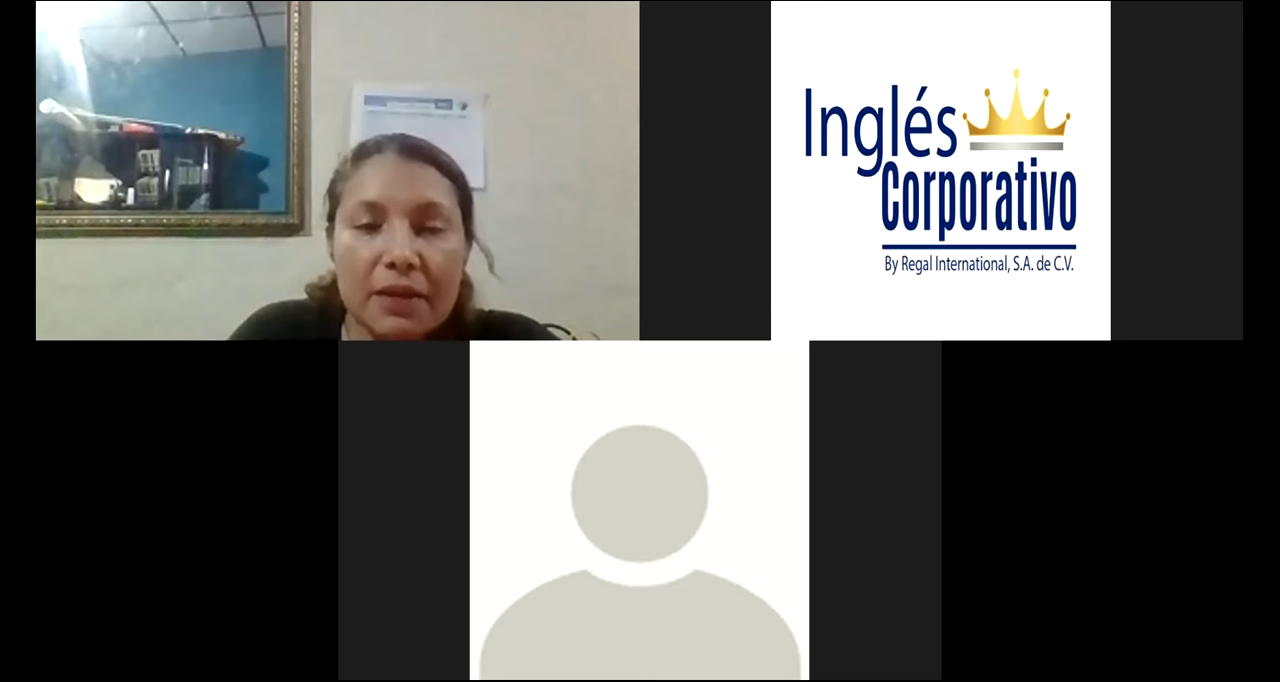 Inglés
Corporativo
By Regal International, S.A. de C.V.